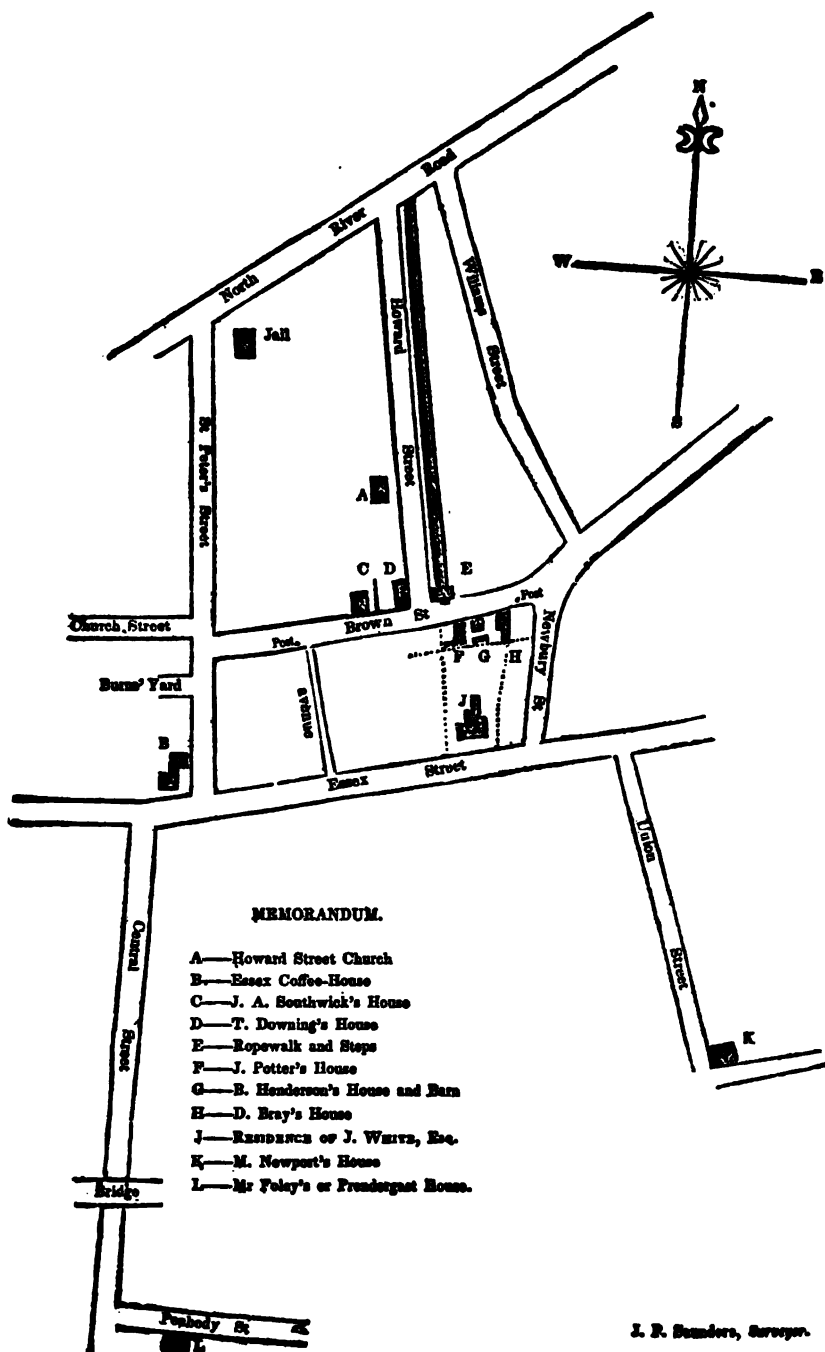 N
W
E
S
North River Road
Jail
Howard Street
Williams Street
St Peter's Street
A
C D E
Church Street
Brown St
Post
Post
Newbury St
F G H
Burns' Yard
avenue
J
B
Essex Street
Union Street
K
Central Street
MEMORANDUM.
A—Howard Street Church
B—Essex Coffee-House
C—J. A. Southwick's House
D—T. Downing's House
E—Ropewalk and Steps
F—J. Potter's House
G—B. Henderson's House and Barn
H—D. Bray's House
J—RESIDENCE OF J. WHITE, ESQ.
K—M. Newport's House
L—Mr Foley's or Prendergast House.
Bridge
Peabody St
L
J. P. Saunders, Surveyor.